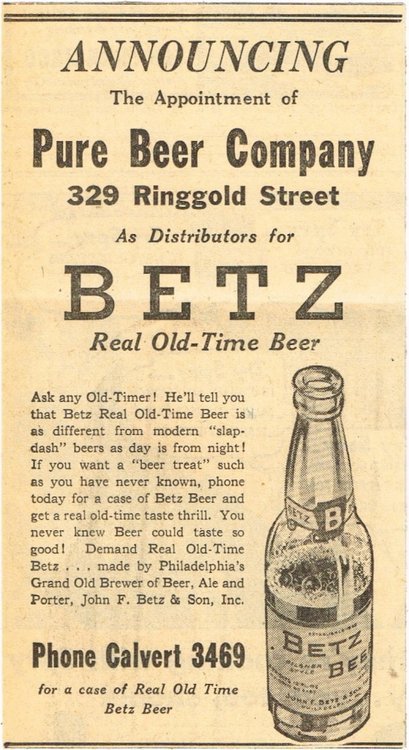 ANNOUNCING
The Appointment of
Pure Beer Company
329 Ringgold Street
As Distributors for
BETZ
Real Old-Time Beer
Ask any Old-Timer! He'll tell you
that Betz Real Old-Time Beer is
as different from modern "slap-
dash" beers as day is from night!
If you want a "beer treat" such
as you have never known, phone
today for a case of Betz Beer and
get a real old-time taste thrill. You
never knew Beer could taste so
good! Demand Real Old-Time
Betz . . . made by Philadelphia's
Grand Old Brewer of Beer, Ale and
Porter, John F. Betz & Son, Inc.
Phone Calvert 3469
for a case of Real Old Time
Betz Beer
BETZ
B
BETZ
PILSNER
STYLE
BEE
JOHN F. BETZ & SON